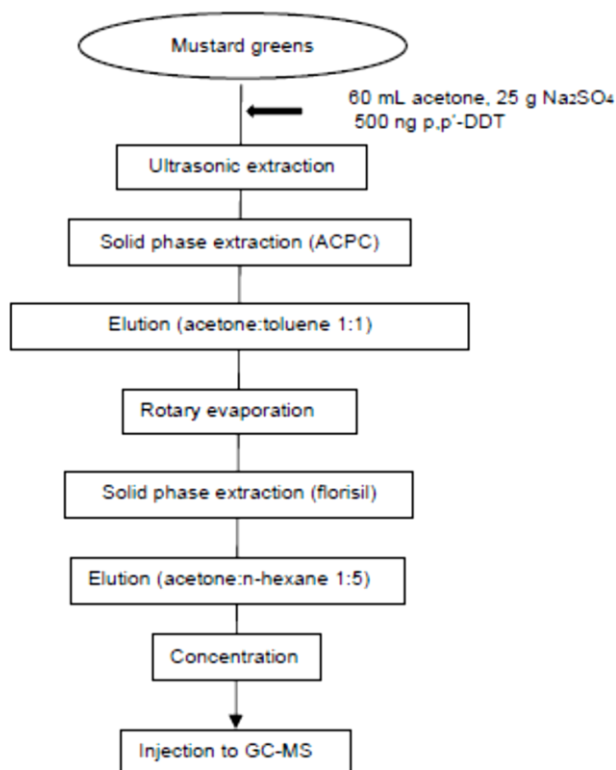 Mustard greens
60 mL acetone, 25 g Na₂SO₄
500 ng p,p'-DDT
Ultrasonic extraction
Solid phase extraction (ACPC)
Elution (acetone:toluene 1:1)
Rotary evaporation
Solid phase extraction (florisil)
Elution (acetone:n-hexane 1:5)
Concentration
Injection to GC-MS